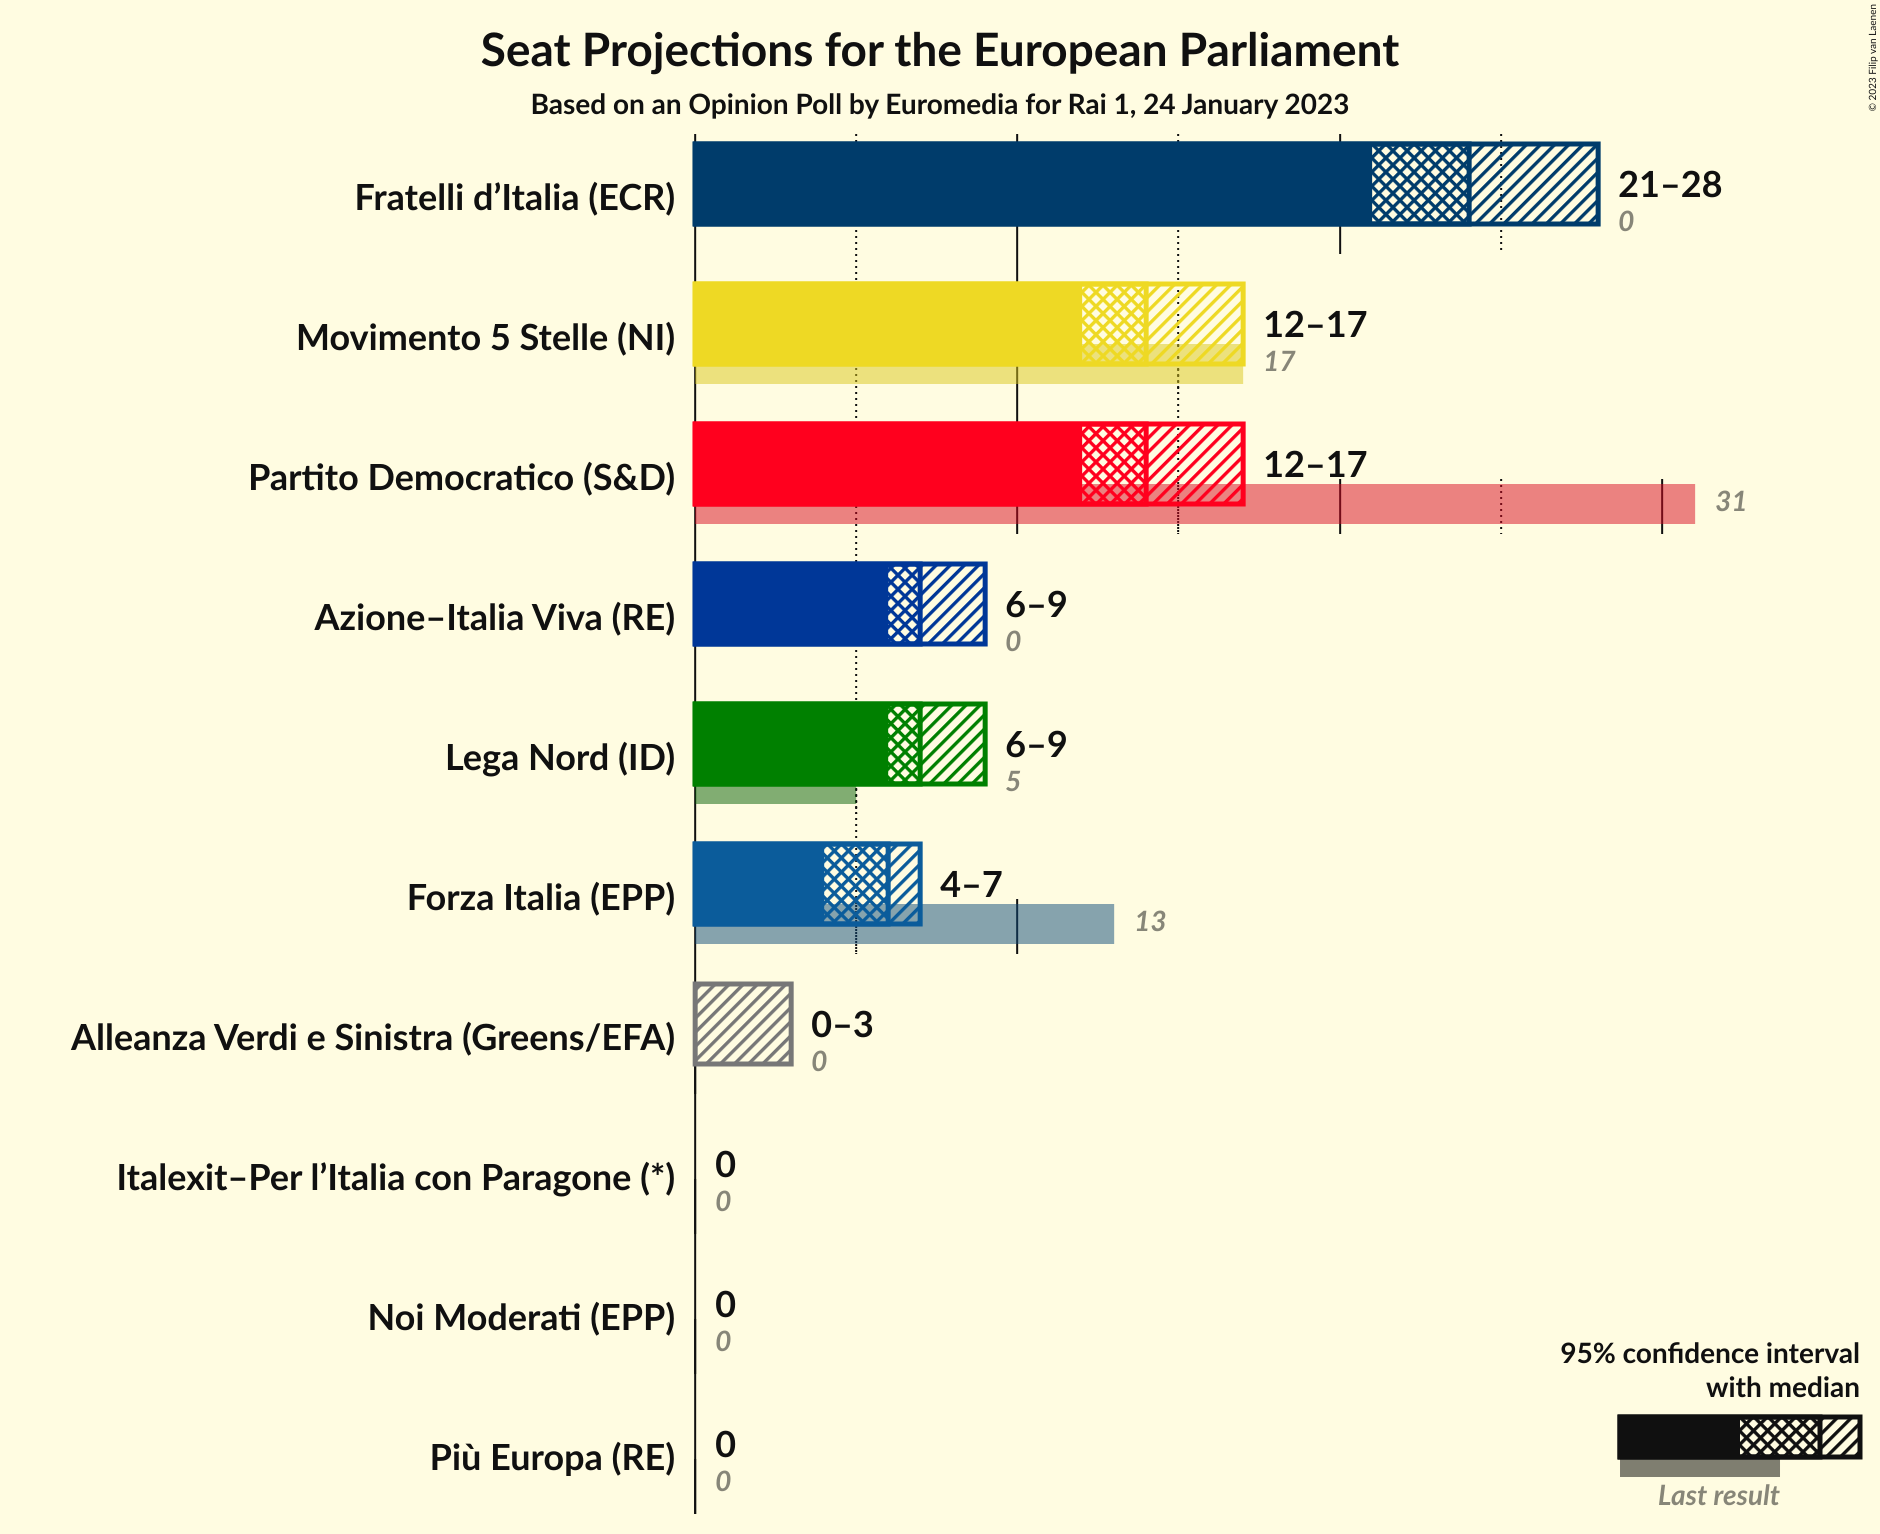 Seat Projections for the European Parliament
Based on an Opinion Poll by Euromedia for Rai 1, 24 January 2023
© 2023 Filip van Laenen
Fratelli d’Italia (ECR)
21–28
0
Movimento 5 Stelle (NI)
12–17
17
Partito Democratico (S&D)
12–17
31
Azione–Italia Viva (RE)
6–9
0
Lega Nord (ID)
6–9
5
Forza Italia (EPP)
4–7
13
Alleanza Verdi e Sinistra (Greens/EFA)
0–3
0
Italexit–Per l’Italia con Paragone (*)
0
0
Noi Moderati (EPP)
0
0
Più Europa (RE)
0
0
95% confidence interval
with median
Last result